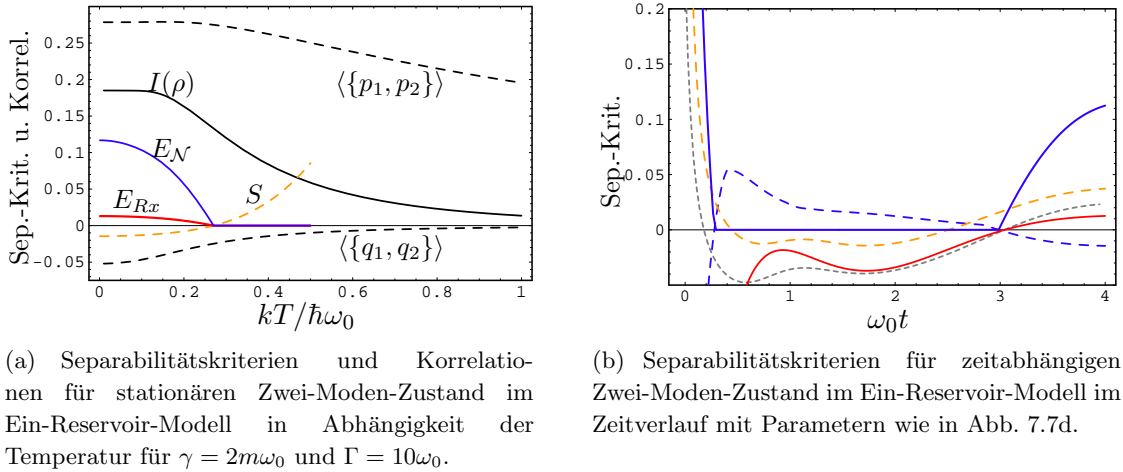 Sep.-Krit. u. Korrel.
0.25
0.2
0.15
0.1
0.05
0
-0.05
I(ρ)
⟨{p₁, p₂}⟩
E_𝒩
E_{Rx}
S
⟨{q₁, q₂}⟩
0 0.2 0.4 0.6 0.8 1
kT/ℏω₀
Sep.-Krit.
0.2
0.15
0.1
0.05
0
0 1 2 3 4
ω₀t
(a) Separabilitätskriterien und Korrelatio-
nen für stationären Zwei-Moden-Zustand im
Ein-Reservoir-Modell in Abhängigkeit der
Temperatur für γ = 2mω₀ und Γ = 10ω₀.
(b) Separabilitätskriterien für zeitabhängigen
Zwei-Moden-Zustand im Ein-Reservoir-Modell im
Zeitverlauf mit Parametern wie in Abb. 7.7d.